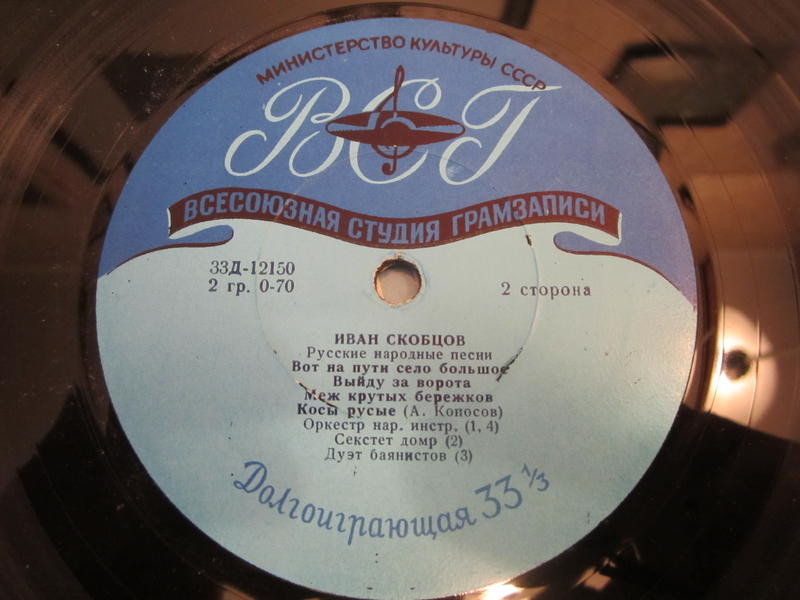 МИНИСТЕРСТВО КУЛЬТУРЫ СССР
ВСГ
ВСЕСОЮЗНАЯ СТУДИЯ ГРАМЗАПИСИ
33Д-12150
2 гр. 0-70
2 сторона
ИВАН СКОБЦОВ
Русские народные песни
Вот на пути село большое
Выйду за ворота
Меж крутых бережков
Косы русые (А. Копосов)
Оркестр нар. инстр. (1, 4)
Секстет домр (2)
Дуэт баянистов (3)
Долгоиграющая 33 1/3